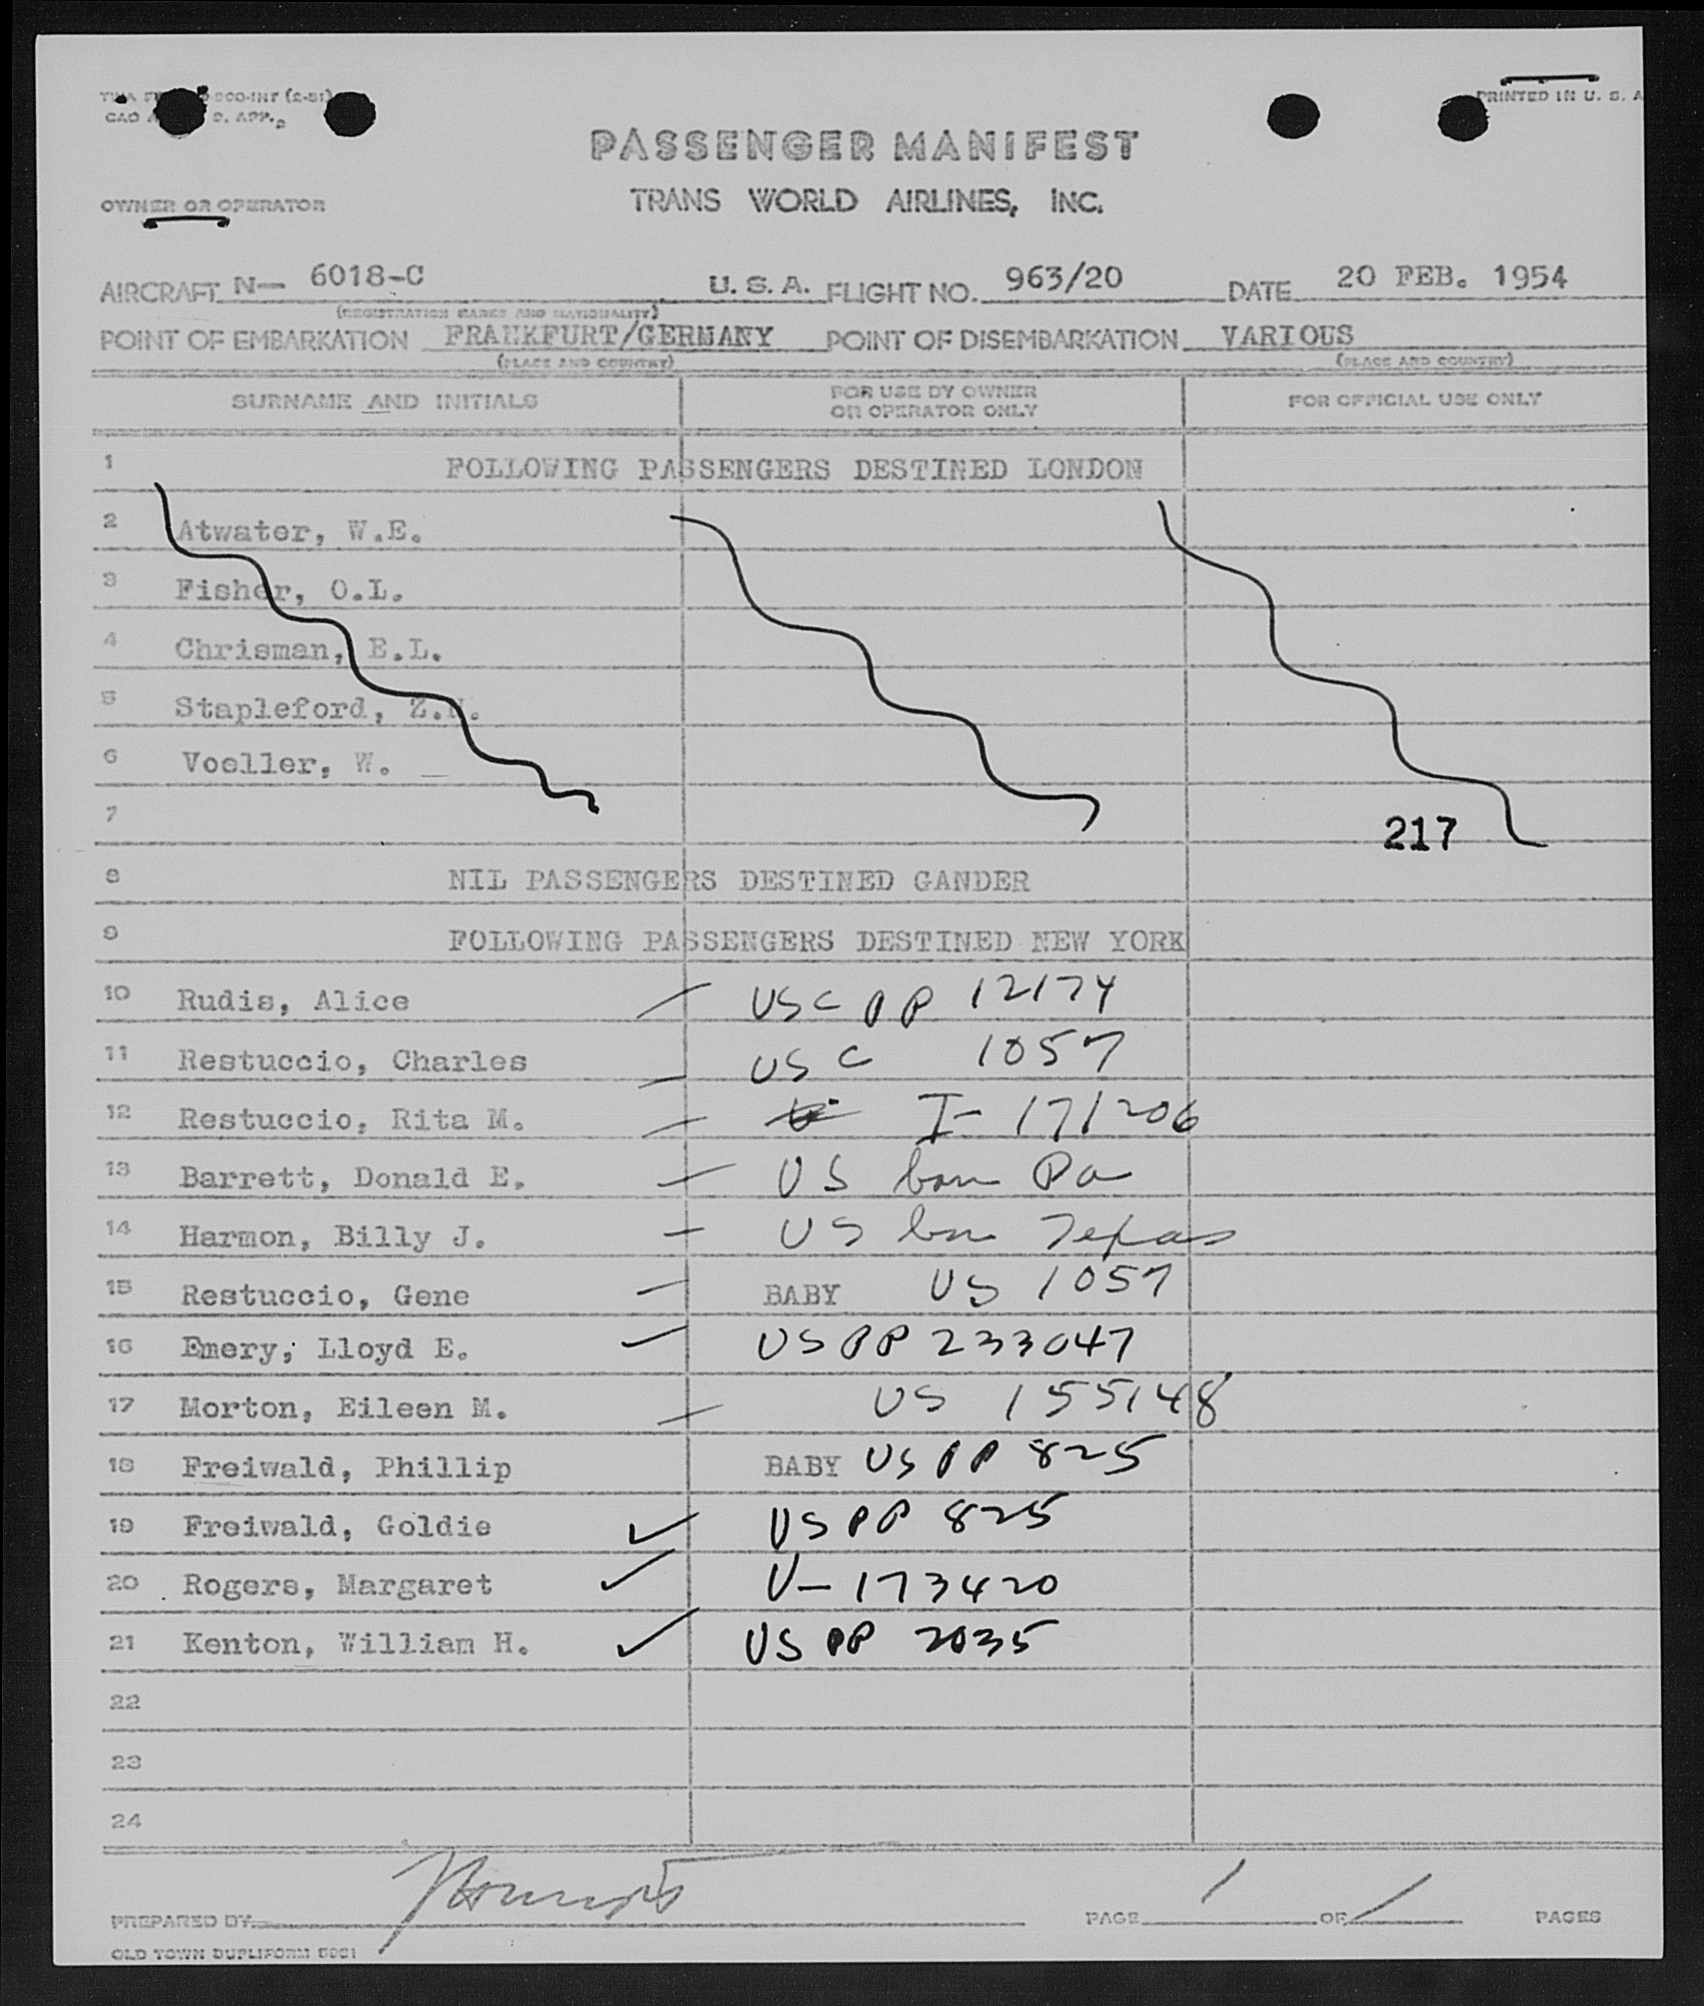 PRINTED IN U. S. A
PASSENGER MANIFEST
OWNER OR OPERATOR TRANS WORLD AIRLINES, INC.
AIRCRAFT N- 6018-C U. S. A. FLIGHT NO. 963/20 DATE 20 FEB. 1954
(REGISTRATION MARKS AND NATIONALITY)
POINT OF EMBARKATION FRANKFURT/GERMANY POINT OF DISEMBARKATION VARIOUS
(PLACE AND COUNTRY) (PLACE AND COUNTRY)
SURNAME AND INITIALS FOR USE BY OWNER OR OPERATOR ONLY FOR OFFICIAL USE ONLY
1 FOLLOWING PASSENGERS DESTINED LONDON
2 Atwater, W.E.
3 Fisher, O.L.
4 Chrisman, E.L.
5 Stapleford, Z.
6 Voeller, W.
7 217
8 NIL PASSENGERS DESTINED GANDER
9 FOLLOWING PASSENGERS DESTINED NEW YORK
10 Rudis, Alice USC PP 12174
11 Restuccio, Charles USC 1057
12 Restuccio, Rita M. I-171206
13 Barrett, Donald E. US born Pa
14 Harmon, Billy J. US born Texas
15 Restuccio, Gene BABY US 1057
16 Emery, Lloyd E. US PP 233047
17 Morton, Eileen M. US 155148
18 Freiwald, Phillip BABY US PP 825
19 Freiwald, Goldie US PP 825
20 Rogers, Margaret V-173420
21 Kenton, William H. US PP 2035
22
23
24
PREPARED BY PAGE 1 OF 1 PAGES
OLD TOWN DUPLIFORM